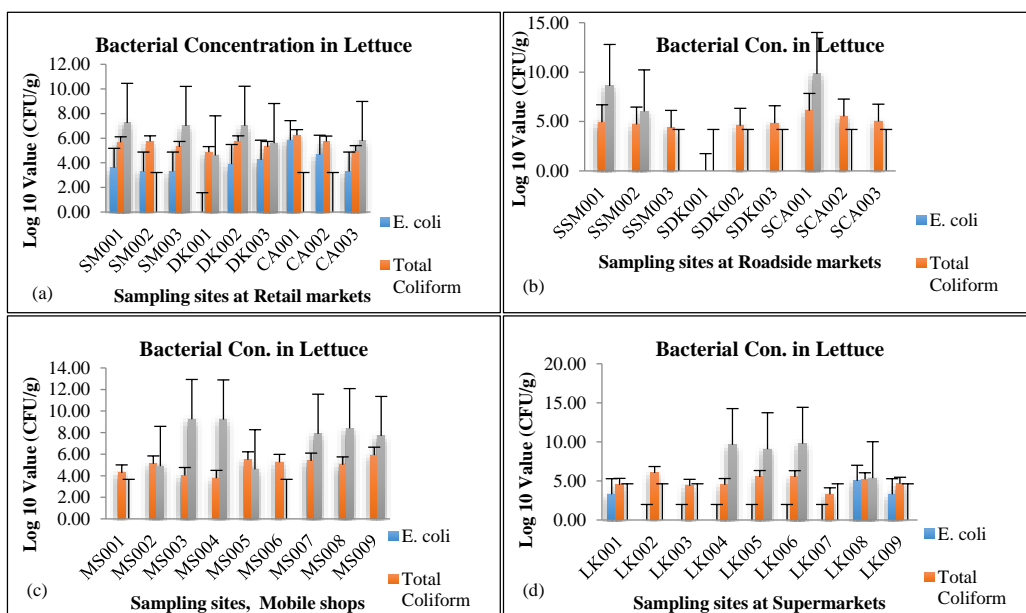 Bacterial Concentration in Lettuce
Log 10 Value (CFU/g)
12.00
10.00
8.00
6.00
4.00
2.00
0.00
SM001 SM002 SM003 DK001 DK002 DK003 CA001 CA002 CA003
E. coli
Total
Coliform
(a)
Sampling sites at Retail markets
Bacterial Con. in Lettuce
Log 10 Value (CFU/g)
15.00
10.00
5.00
0.00
SSM001 SSM002 SSM003 SDK001 SDK002 SDK003 SCA001 SCA002 SCA003
E. coli
Total
Coliform
(b)
Sampling sites at Roadside markets
Bacterial Con. in Lettuce
Log 10 Value (CFU/g)
14.00
12.00
10.00
8.00
6.00
4.00
2.00
0.00
MS001 MS002 MS003 MS004 MS005 MS006 MS007 MS008 MS009
E. coli
Total
Coliform
(c)
Sampling sites, Mobile shops
Bacterial Con. in Lettuce
Log 10 Value (CFU/g)
20.00
15.00
10.00
5.00
0.00
LK001 LK002 LK003 LK004 LK005 LK006 LK007 LK008 LK009
E. coli
Total
Coliform
(d)
Sampling sites at Supermarkets